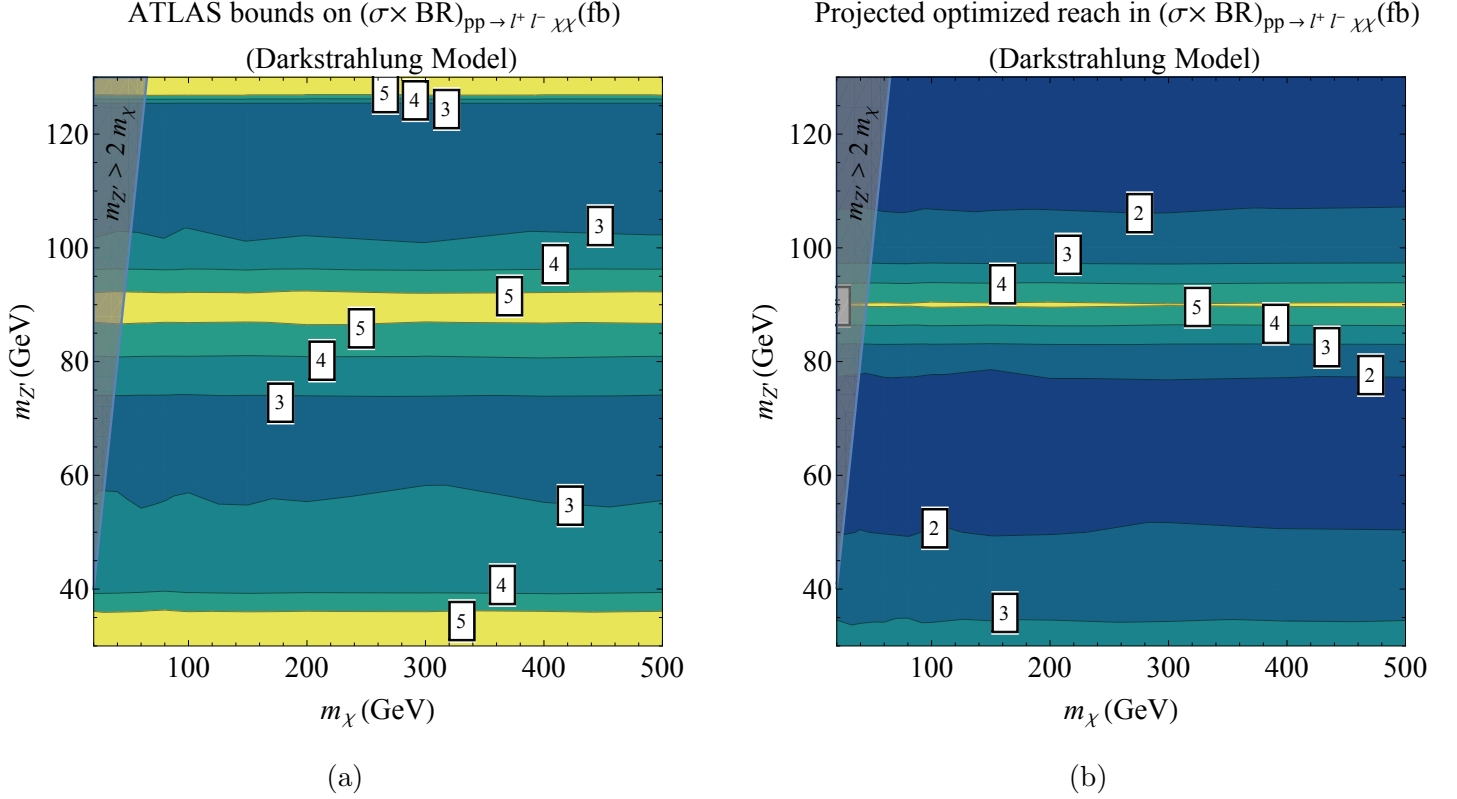 ATLAS bounds on (σ× BR)pp → l⁺ l⁻ χχ(fb)
(Darkstrahlung Model)
5
4
3
mZ' > 2 mχ
3
4
5
5
4
3
3
4
5
120
100
80
60
40
mZ' (GeV)
100 200 300 400 500
mχ (GeV)
(a)
Projected optimized reach in (σ× BR)pp → l⁺ l⁻ χχ(fb)
(Darkstrahlung Model)
mZ' > 2 mχ
2
3
4
5
5
4
3
2
2
3
120
100
80
60
40
mZ' (GeV)
100 200 300 400 500
mχ (GeV)
(b)